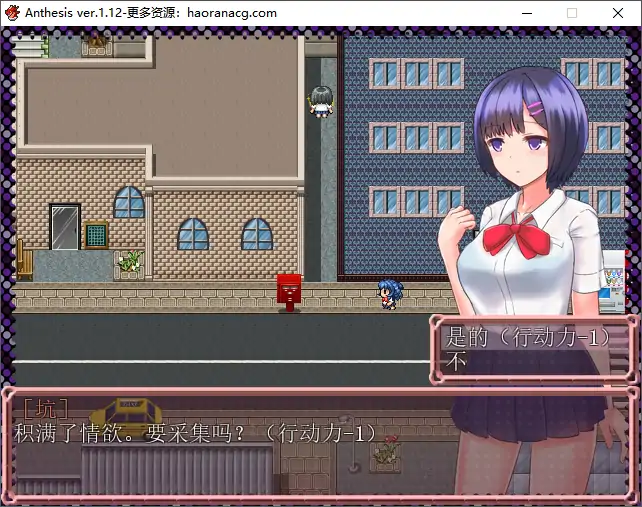 Anthesis ver.1.12-更多资源：haoranacg.com
是的（行动力-1）
不
［坑］
积满了情欲。要采集吗？（行动力-1）